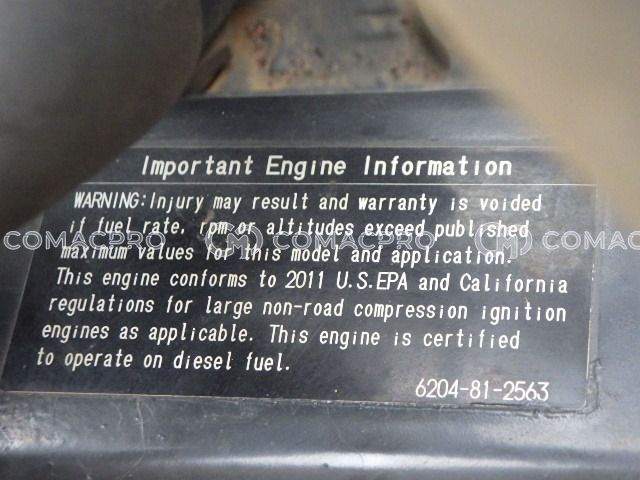 Important Engine Information
WARNING:Injury may result and warranty is voided
if fuel rate, rpm or altitudes exceed published
maximum values for this model and application.
This engine conforms to 2011 U.S.EPA and California
regulations for large non-road compression ignition
engines as applicable. This engine is certified
to operate on diesel fuel.
6204-81-2563
COMACPRO COMACPRO COMACPRO